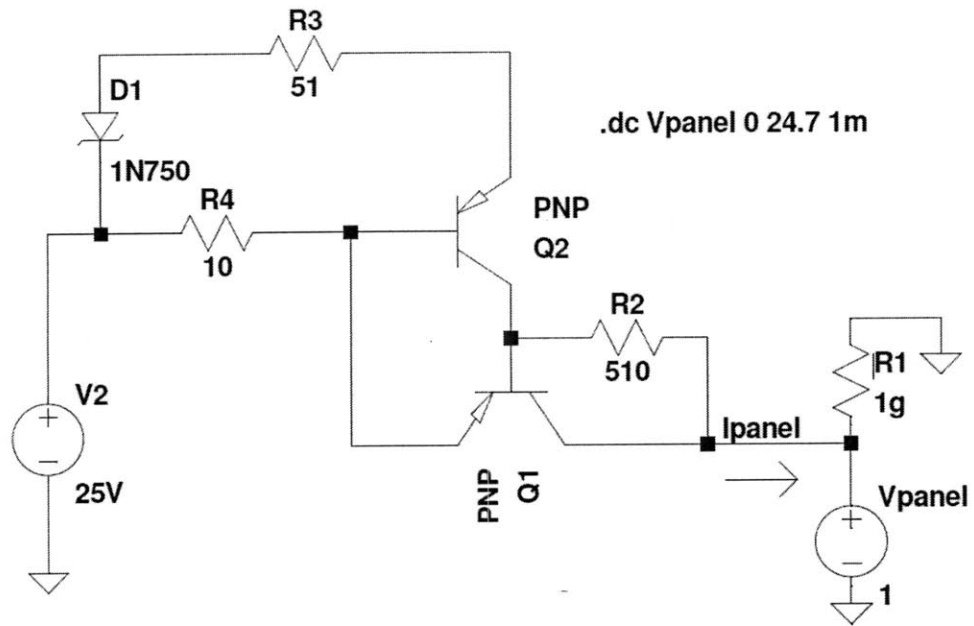 R3
51
D1
1N750
.dc Vpanel 0 24.7 1m
R4
10
PNP
Q2
R2
510
R1
1g
V2
25V
Ipanel
PNP
Q1
Vpanel
1